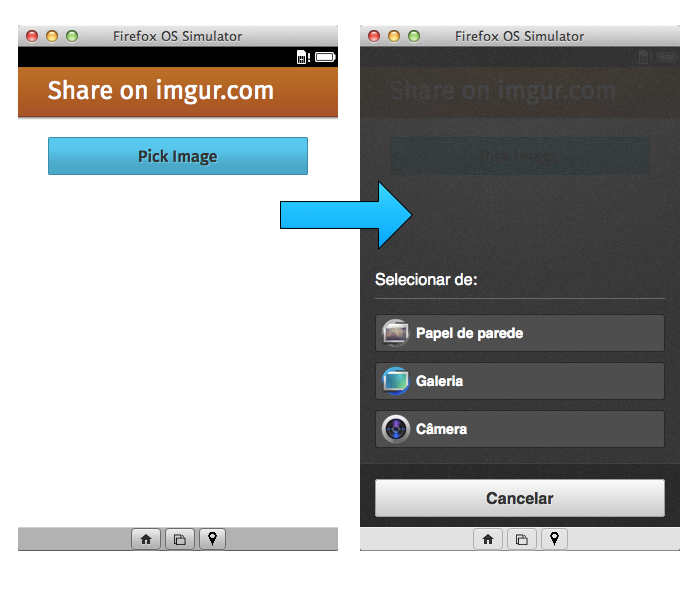 Firefox OS Simulator
Share on imgur.com
Pick Image
Firefox OS Simulator
Share on imgur.com
Pick Image
Selecionar de:
Papel de parede
Galeria
Câmera
Cancelar